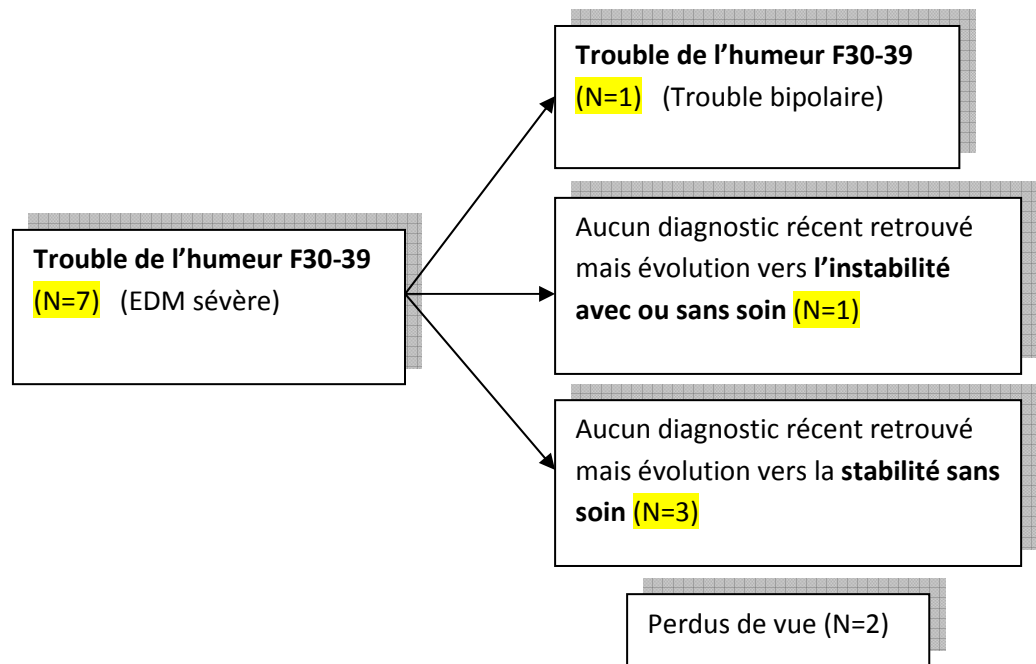 Trouble de l’humeur F30-39
(N=7) (EDM sévère)
Trouble de l’humeur F30-39
(N=1) (Trouble bipolaire)
Aucun diagnostic récent retrouvé
mais évolution vers l’instabilité
avec ou sans soin (N=1)
Aucun diagnostic récent retrouvé
mais évolution vers la stabilité sans
soin (N=3)
Perdus de vue (N=2)